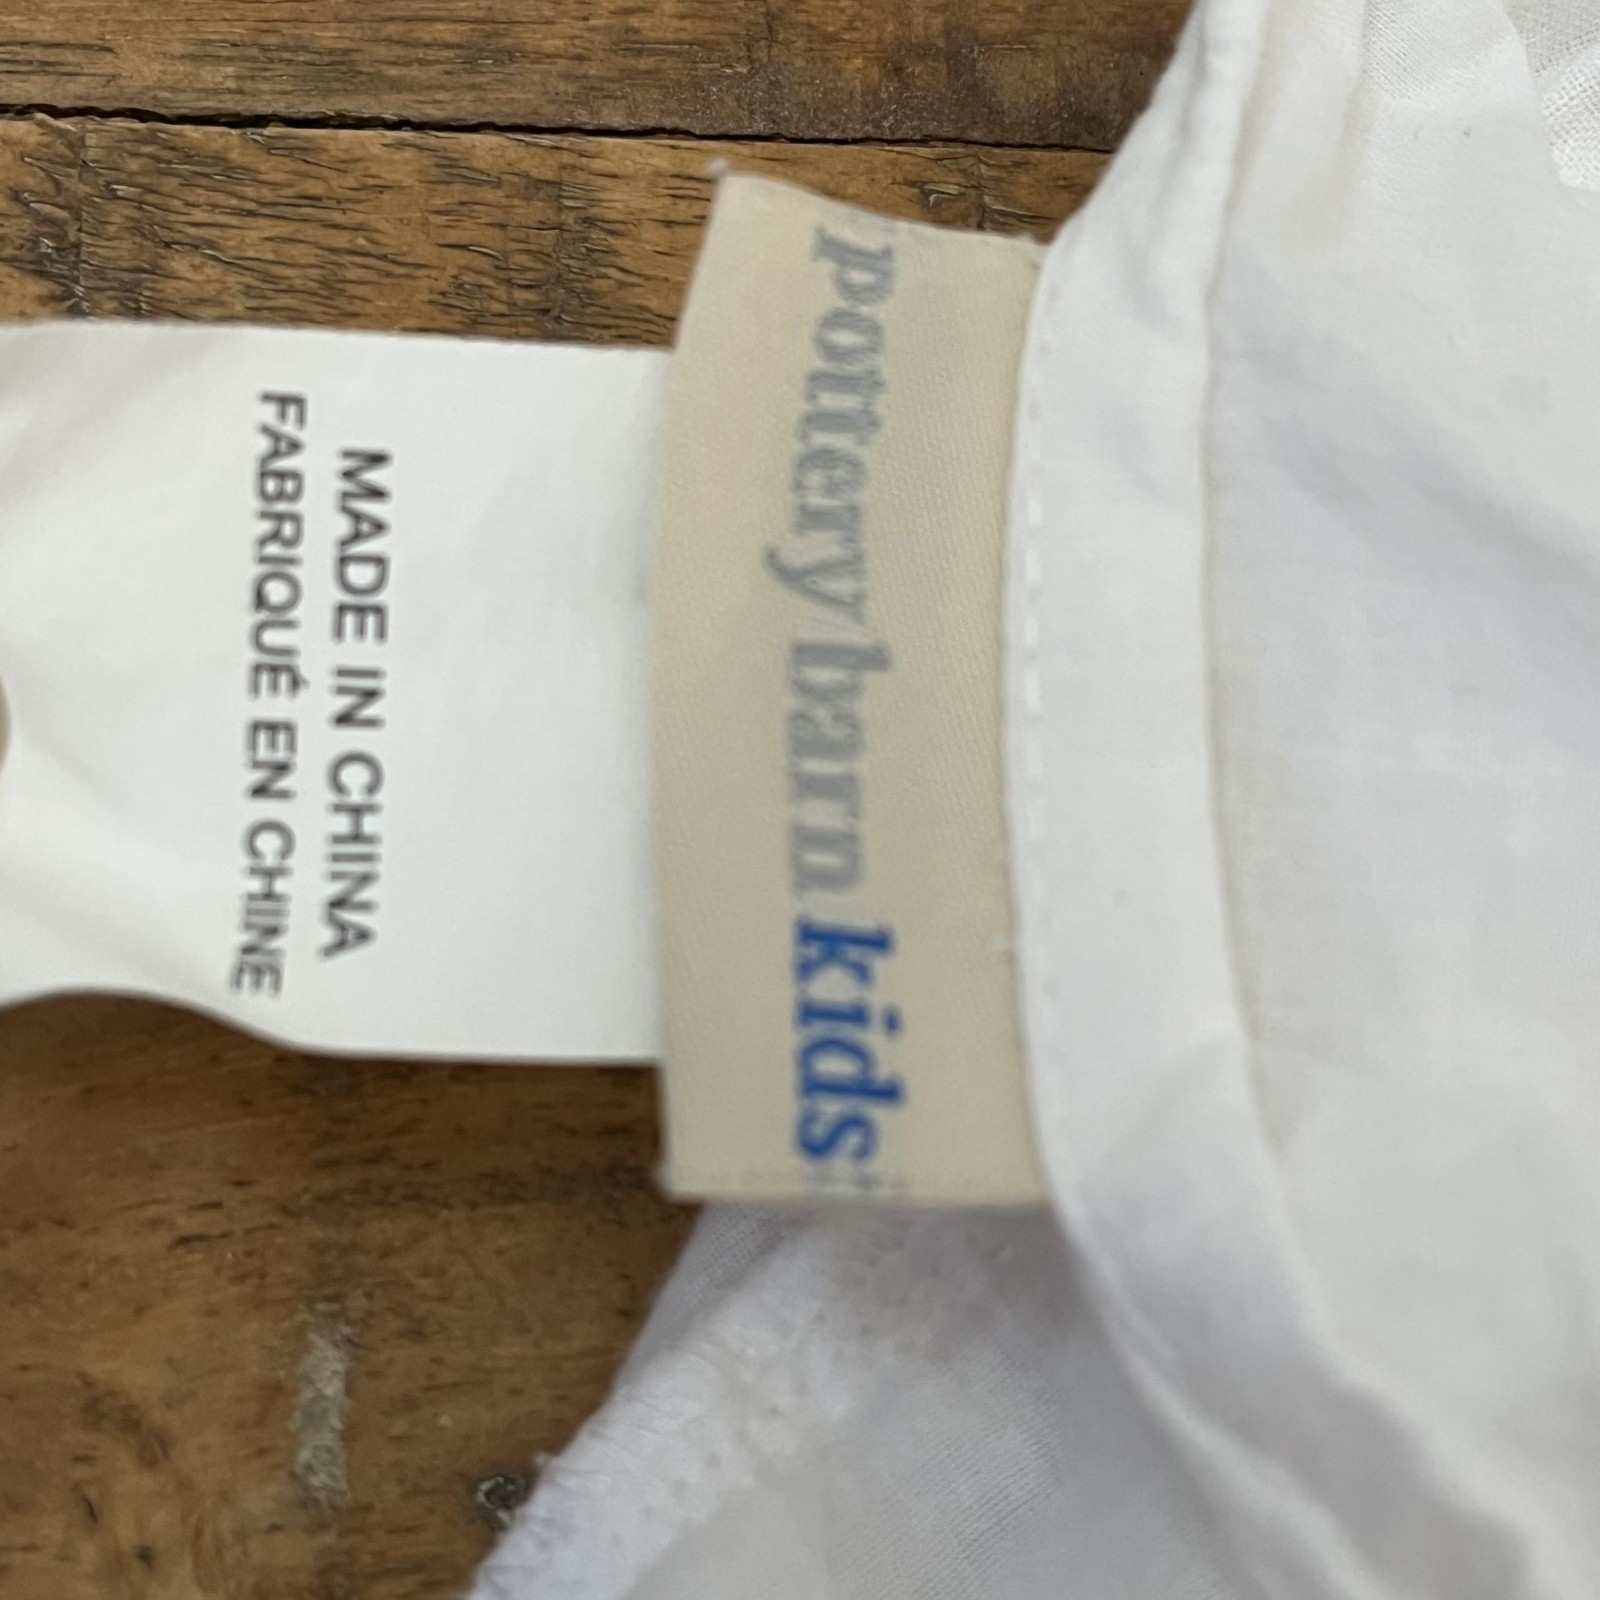 pottery barn kids
MADE IN CHINA
FABRIQUÉ EN CHINE